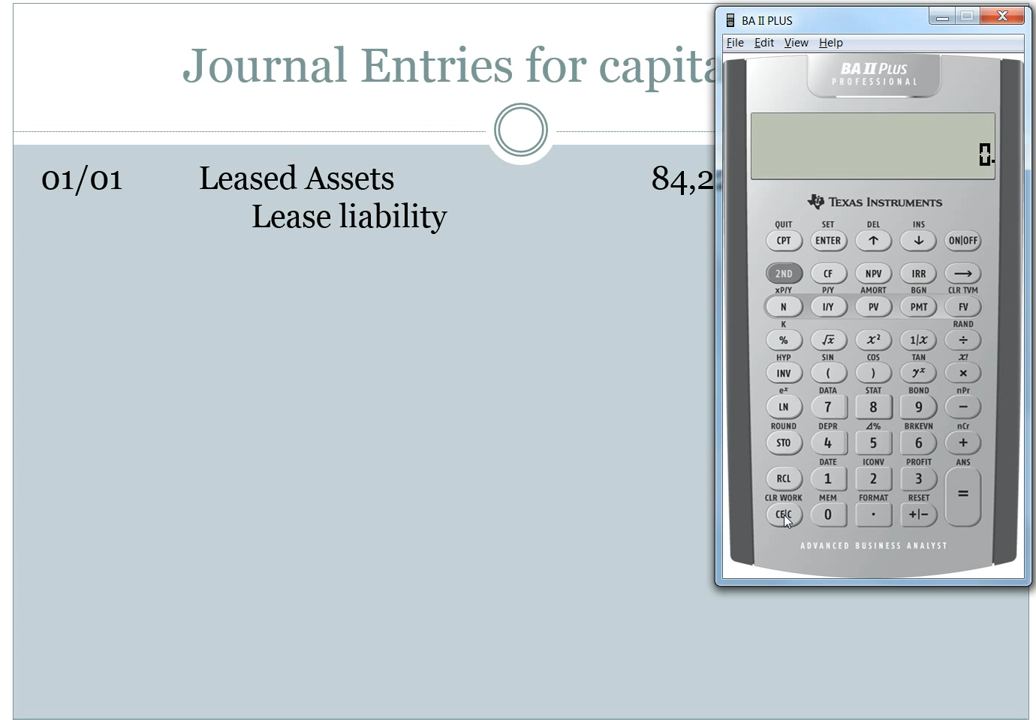 Journal Entries for capita
01/01 Leased Assets 84,2
Lease liability
BA II PLUS
File Edit View Help
BA II PLUS
PROFESSIONAL
0.
TEXAS INSTRUMENTS
QUIT SET DEL INS
CPT ENTER ↑ ↓ ON|OFF
2ND CF NPV IRR →
xP/Y P/Y AMORT BGN CLR TVM
N I/Y PV PMT FV
K RAND
% √x x² 1/x ÷
HYP SIN COS TAN x!
INV ( ) yˣ ×
eˣ DATA STAT BOND nPr
LN 7 8 9 −
ROUND DEPR Δ% BRKEVN nCr
STO 4 5 6 +
DATE ICONV PROFIT ANS
RCL 1 2 3 =
CLR WORK MEM FORMAT RESET
CE|C 0 . +|−
ADVANCED BUSINESS ANALYST